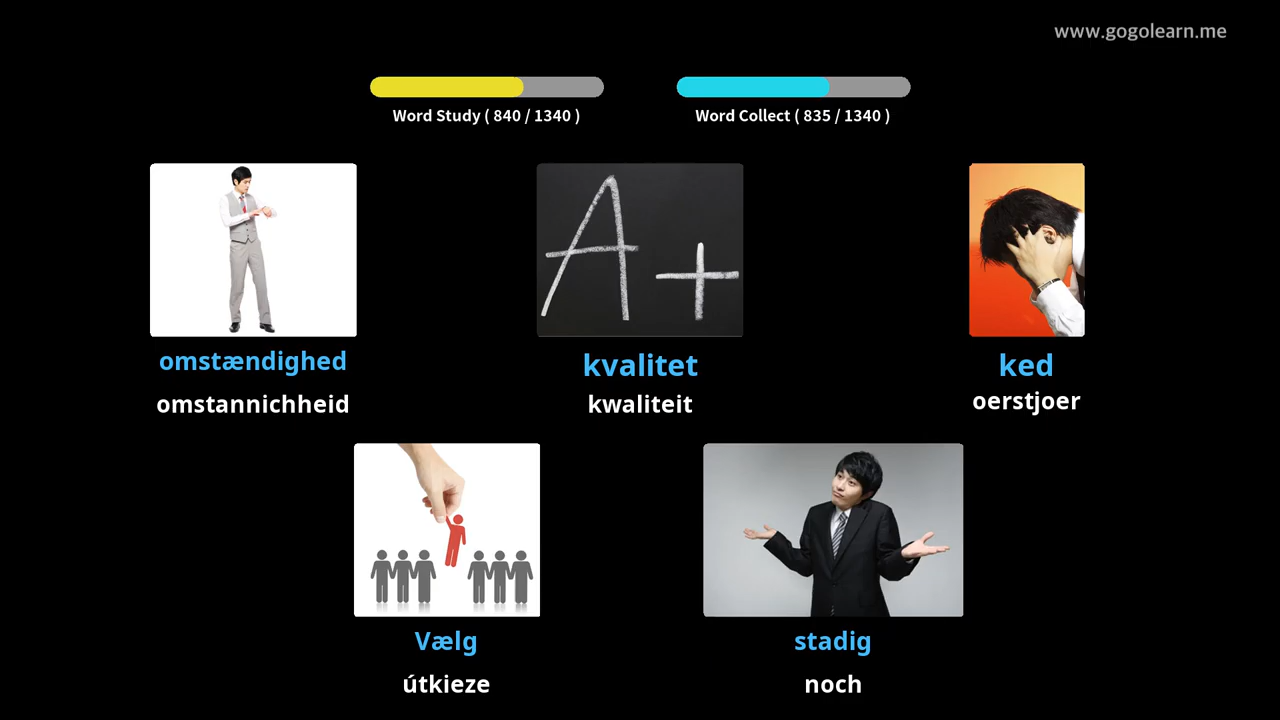 www.gogolearn.me
Word Study ( 840 / 1340 )
Word Collect ( 835 / 1340 )
A+
omstændighed
kvalitet
ked
omstannichheid
kwaliteit
oerstjoer
Vælg
stadig
útkieze
noch